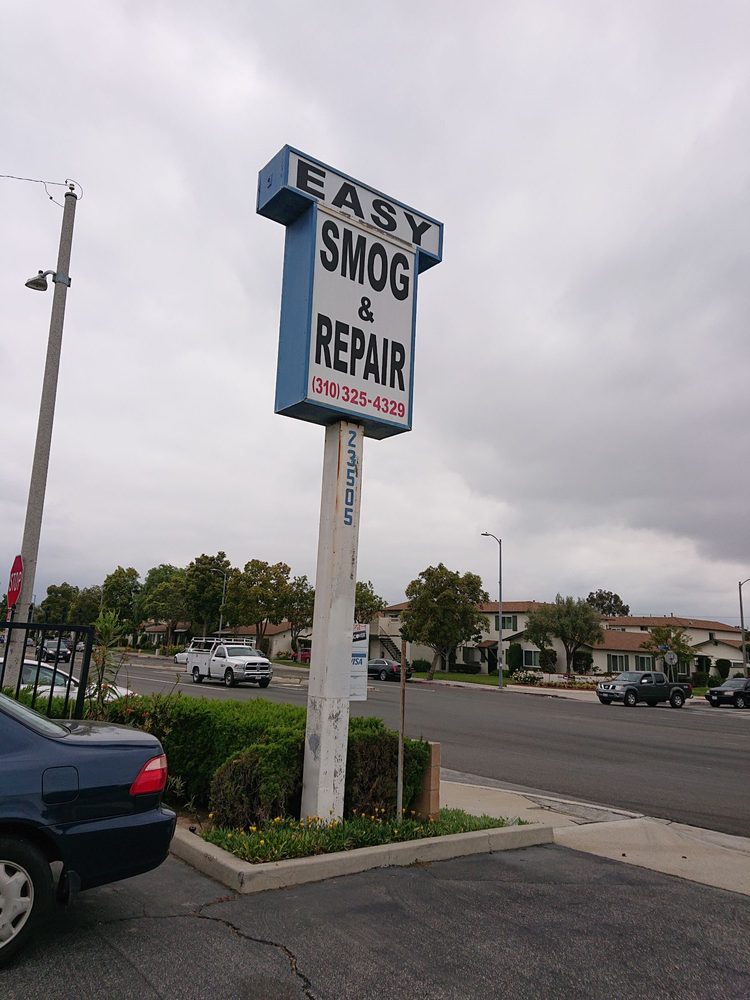 EASY
SMOG
&
REPAIR
(310) 325-4329
23505
STOP
VISA